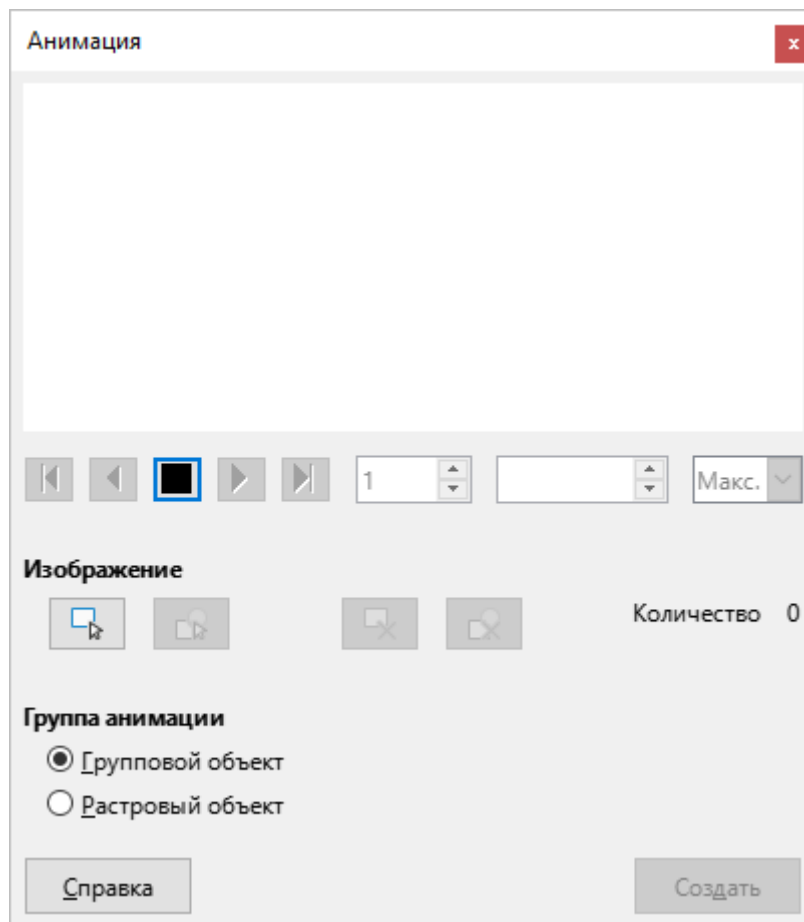 Анимация
x
1 Макс.
Изображение
Количество 0
Группа анимации
Групповой объект
Растровый объект
Справка Создать